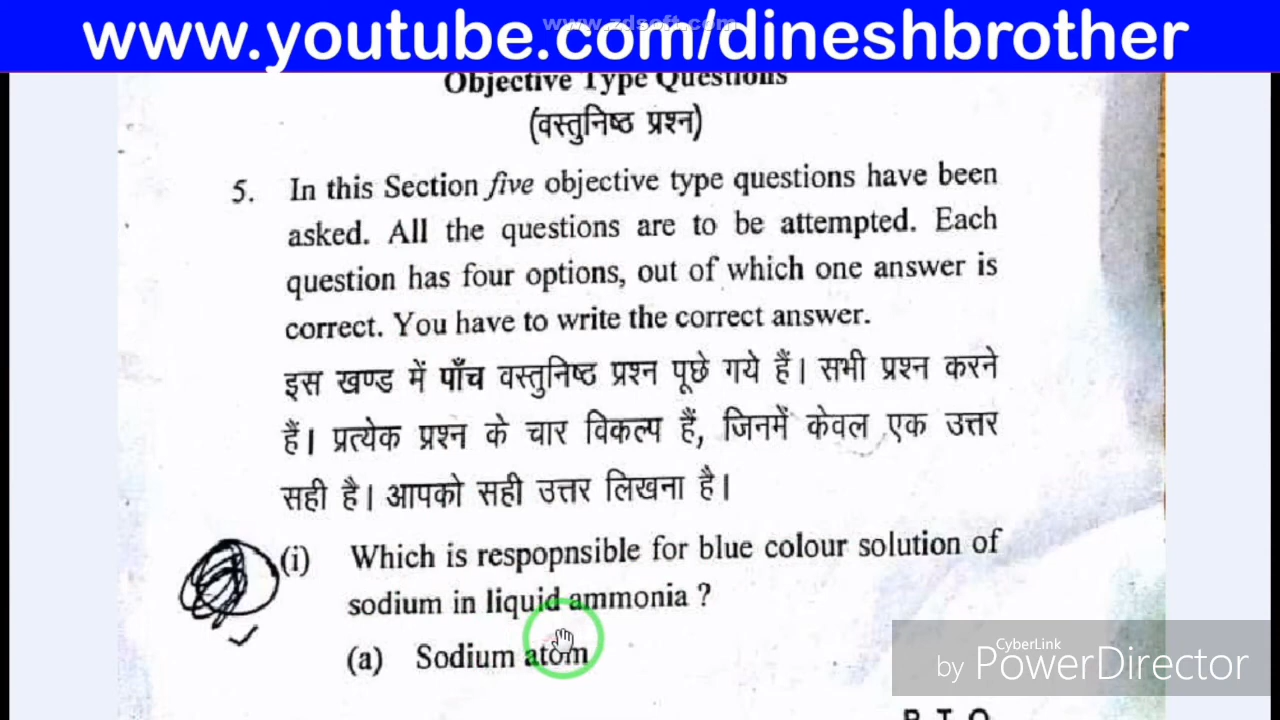 www.youtube.com/dineshbrother
www.zdsoft.com
Objective Type Questions
(वस्तुनिष्ठ प्रश्न)
5. In this Section five objective type questions have been
asked. All the questions are to be attempted. Each
question has four options, out of which one answer is
correct. You have to write the correct answer.
इस खण्ड में पाँच वस्तुनिष्ठ प्रश्न पूछे गये हैं। सभी प्रश्न करने
हैं। प्रत्येक प्रश्न के चार विकल्प हैं, जिनमें केवल एक उत्तर
सही है। आपको सही उत्तर लिखना है।
(i) Which is respopnsible for blue colour solution of
sodium in liquid ammonia ?
(a) Sodium atom
CyberLink
by PowerDirector
P. T. O.